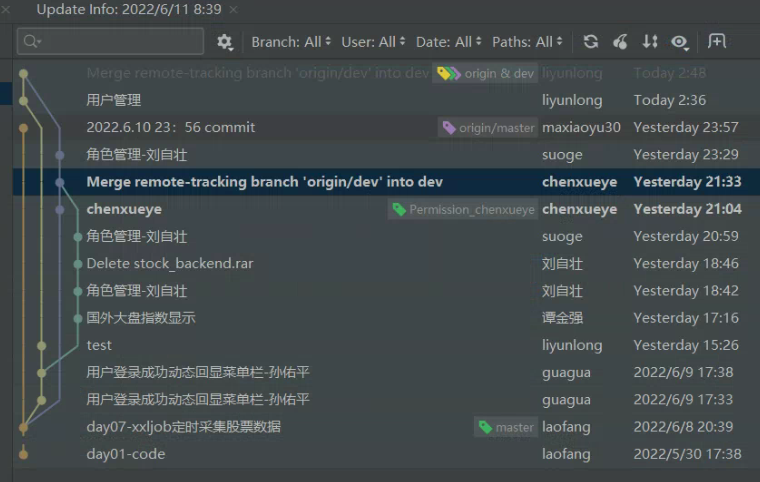 Update Info: 2022/6/11 8:39
Branch: All User: All Date: All Paths: All
Merge remote-tracking branch 'origin/dev' into dev origin & dev liyunlong Today 2:48
用户管理 liyunlong Today 2:36
2022.6.10 23：56 commit origin/master maxiaoyu30 Yesterday 23:57
角色管理-刘自壮 suoge Yesterday 23:29
Merge remote-tracking branch 'origin/dev' into dev chenxueye Yesterday 21:33
chenxueye Permission_chenxueye chenxueye Yesterday 21:04
角色管理-刘自壮 suoge Yesterday 20:59
Delete stock_backend.rar 刘自壮 Yesterday 18:46
角色管理-刘自壮 刘自壮 Yesterday 18:42
国外大盘指数显示 谭金强 Yesterday 17:16
test liyunlong Yesterday 15:26
用户登录成功动态回显菜单栏-孙佑平 guagua 2022/6/9 17:38
用户登录成功动态回显菜单栏-孙佑平 guagua 2022/6/9 17:33
day07-xxljob定时采集股票数据 master laofang 2022/6/8 20:39
day01-code laofang 2022/5/30 17:38